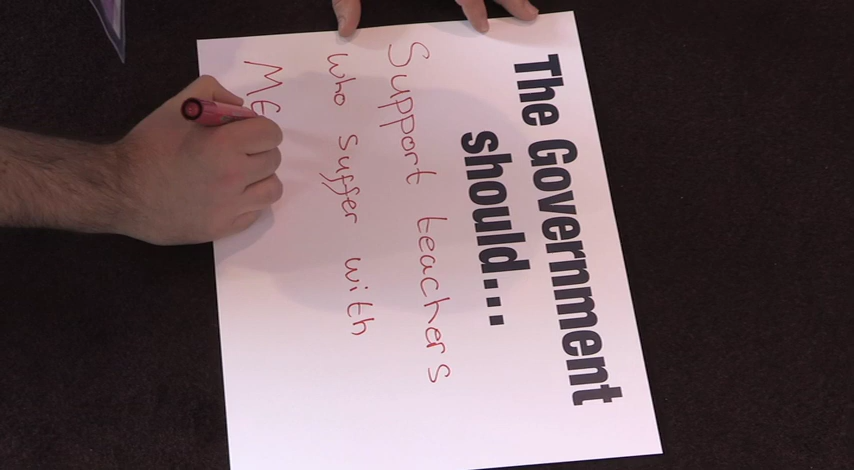 The Government
should...
Support teachers
who suffer with
ME